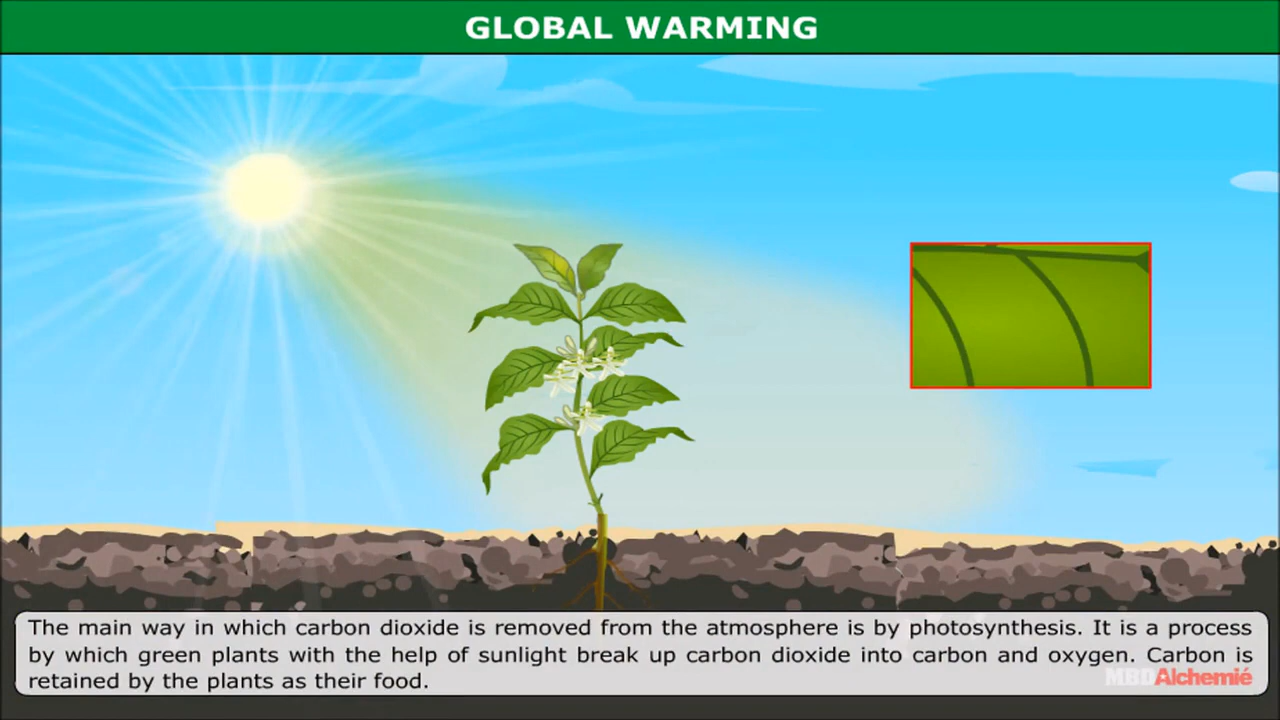 GLOBAL WARMING
The main way in which carbon dioxide is removed from the atmosphere is by photosynthesis. It is a process
by which green plants with the help of sunlight break up carbon dioxide into carbon and oxygen. Carbon is
retained by the plants as their food.
MBDAlchemié